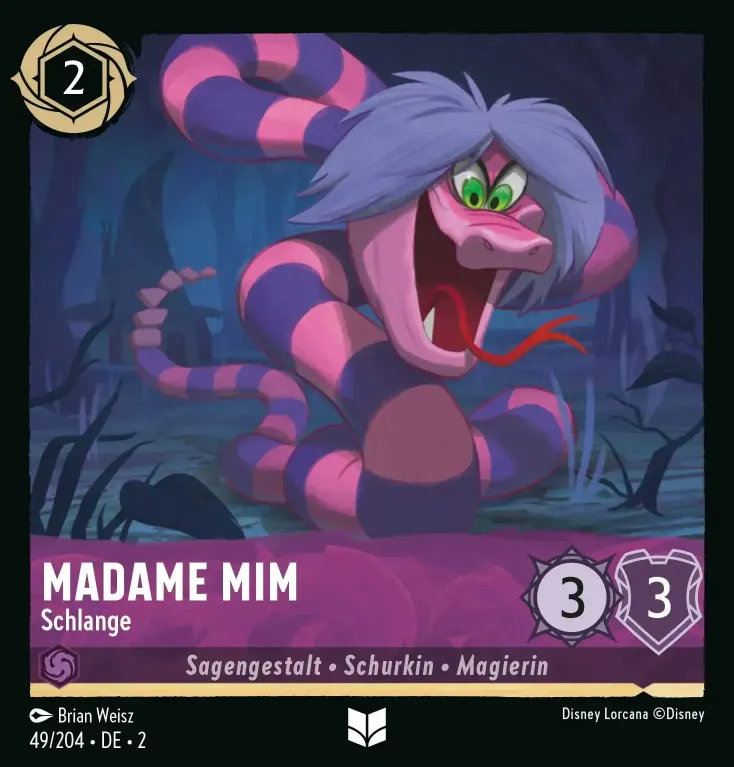 2
MADAME MIM
Schlange
3
3
Sagengestalt • Schurkin • Magierin
Brian Weisz
Disney Lorcana ©Disney
49/204 • DE • 2